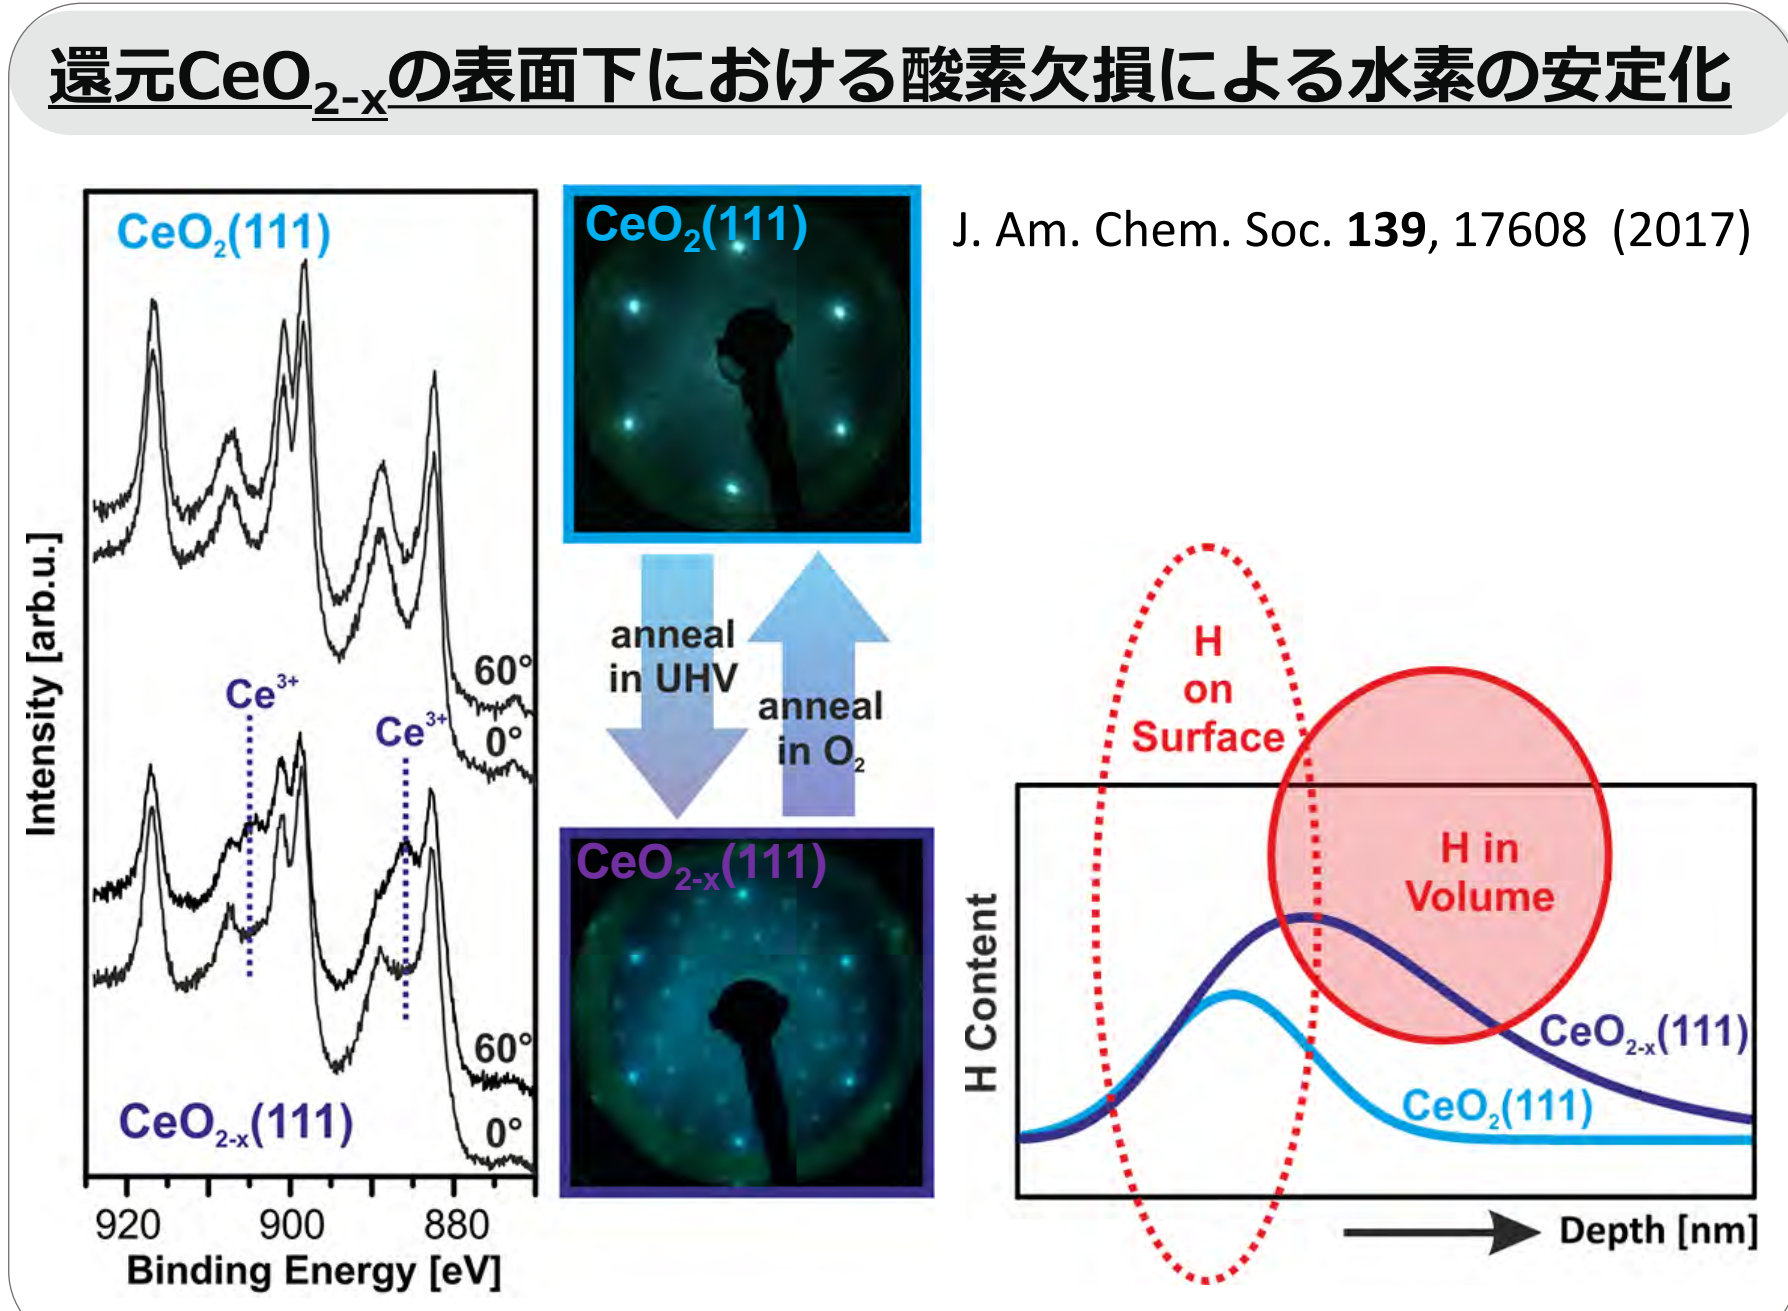 還元CeO2-xの表面下における酸素欠損による水素の安定化
J. Am. Chem. Soc. 139, 17608 (2017)
Intensity [arb.u.]
CeO2(111)
60°
0°
Ce3+
Ce3+
60°
0°
CeO2-x(111)
920
900
880
Binding Energy [eV]
CeO2(111)
anneal
in UHV
anneal
in O2
CeO2-x(111)
H
on
Surface
H in
Volume
H Content
CeO2-x(111)
CeO2(111)
Depth [nm]